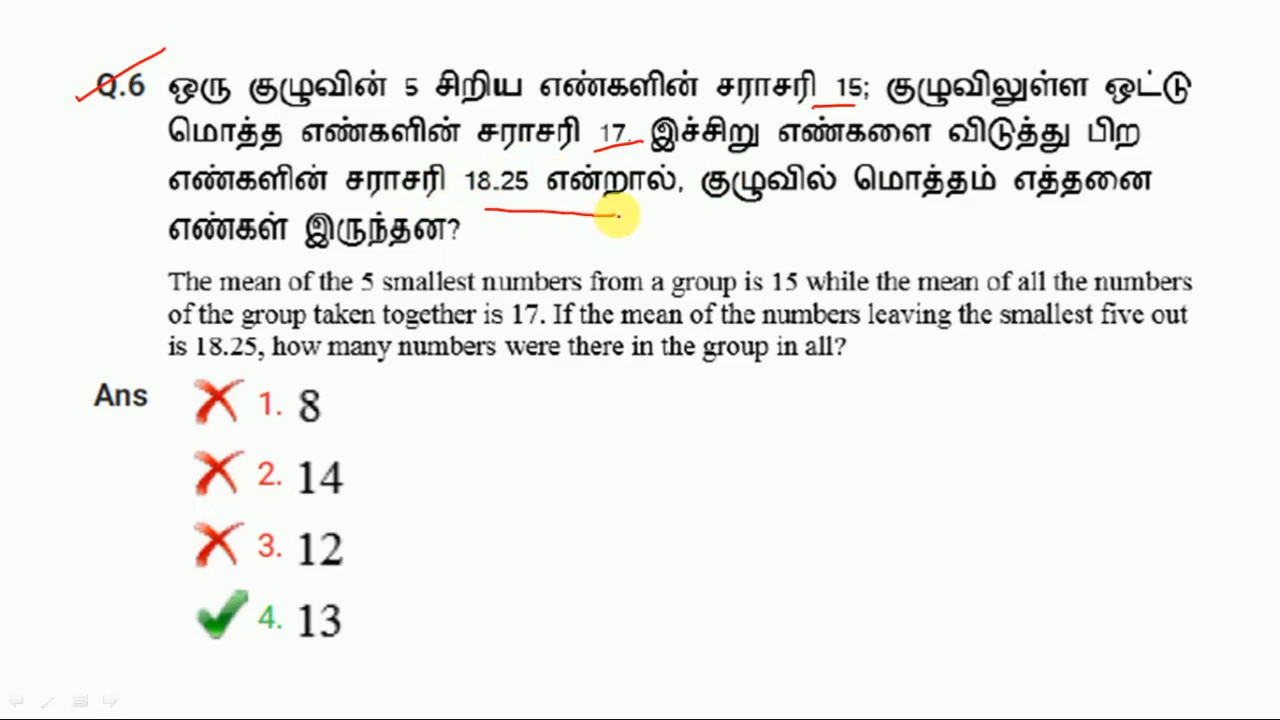 Q.6 ஒரு குழுவின் 5 சிறிய எண்களின் சராசரி 15; குழுவிலுள்ள ஒட்டு
மொத்த எண்களின் சராசரி 17. இச்சிறு எண்களை விடுத்து பிற
எண்களின் சராசரி 18.25 என்றால், குழுவில் மொத்தம் எத்தனை
எண்கள் இருந்தன?
The mean of the 5 smallest numbers from a group is 15 while the mean of all the numbers
of the group taken together is 17. If the mean of the numbers leaving the smallest five out
is 18.25, how many numbers were there in the group in all?
Ans 1. 8
2. 14
3. 12
4. 13